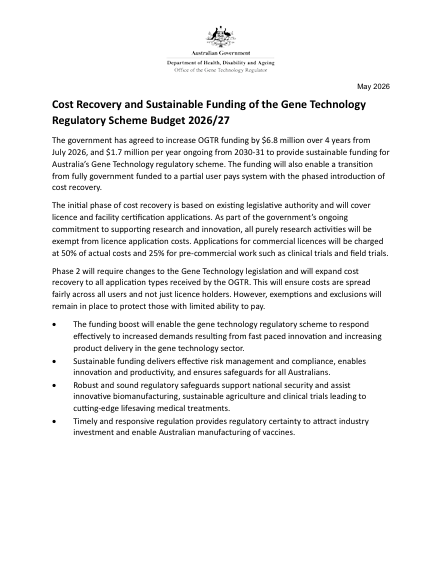 Australian Government
Department of Health, Disability and Ageing
Office of the Gene Technology Regulator
May 2026
Cost Recovery and Sustainable Funding of the Gene Technology
Regulatory Scheme Budget 2026/27
The government has agreed to increase OGTR funding by $6.8 million over 4 years from
July 2026, and $1.7 million per year ongoing from 2030-31 to provide sustainable funding for
Australia's Gene Technology regulatory scheme. The funding will also enable a transition
from fully government funded to a partial user pays system with the phased introduction of
cost recovery.
The initial phase of cost recovery is based on existing legislative authority and will cover
licence and facility certification applications. As part of the government's ongoing
commitment to supporting research and innovation, all purely research activities will be
exempt from licence application costs. Applications for commercial licences will be charged
at 50% of actual costs and 25% for pre-commercial work such as clinical trials and field trials.
Phase 2 will require changes to the Gene Technology legislation and will expand cost
recovery to all application types received by the OGTR. This will ensure costs are spread
fairly across all users and not just licence holders. However, exemptions and exclusions will
remain in place to protect those with limited ability to pay.
• The funding boost will enable the gene technology regulatory scheme to respond
effectively to increased demands resulting from fast paced innovation and increasing
product delivery in the gene technology sector.
• Sustainable funding delivers effective risk management and compliance, enables
innovation and productivity, and ensures safeguards for all Australians.
• Robust and sound regulatory safeguards support national security and assist
innovative biomanufacturing, sustainable agriculture and clinical trials leading to
cutting-edge lifesaving medical treatments.
• Timely and responsive regulation provides regulatory certainty to attract industry
investment and enable Australian manufacturing of vaccines.